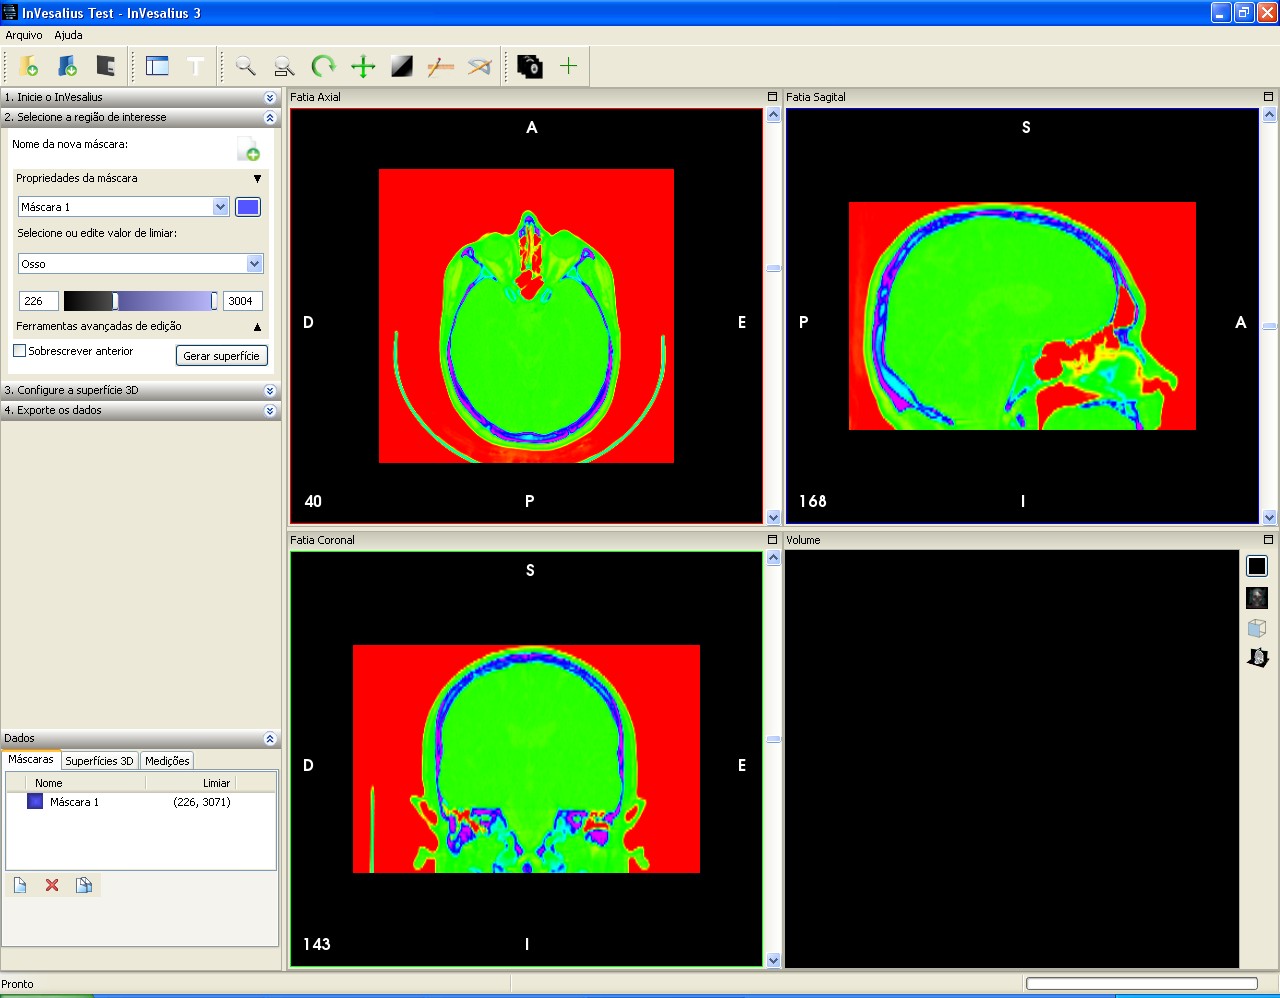 InVesalius Test - InVesalius 3
Arquivo Ajuda
T
1. Inicie o InVesalius
2. Selecione a região de interesse
Nome da nova máscara:
Propriedades da máscara
Máscara 1
Selecione ou edite valor de limiar:
Osso
226 3004
Ferramentas avançadas de edição
Sobrescrever anterior Gerar superfície
3. Configure a superfície 3D
4. Exporte os dados
Fatia Axial
A
D E
40 P
Fatia Sagital
S
P A
168 I
Fatia Coronal
S
D E
143 I
Volume
Dados
Máscaras Superfícies 3D Medições
Nome Limiar
Máscara 1 (226, 3071)
Pronto